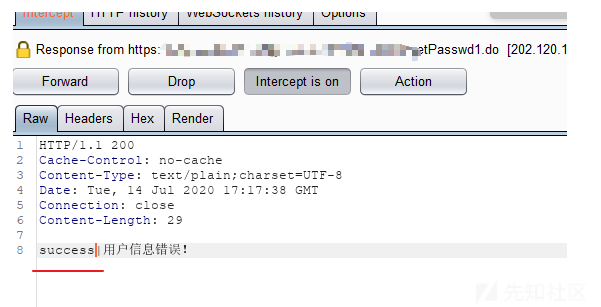 Intercept HTTP history WebSockets history Options
Response from https: etPasswd1.do [202.120.1
Forward Drop Intercept is on Action
Raw Headers Hex Render
1 HTTP/1.1 200
2 Cache-Control: no-cache
3 Content-Type: text/plain;charset=UTF-8
4 Date: Tue, 14 Jul 2020 17:17:38 GMT
5 Connection: close
6 Content-Length: 29
7
8 success 用户信息错误!
先知社区